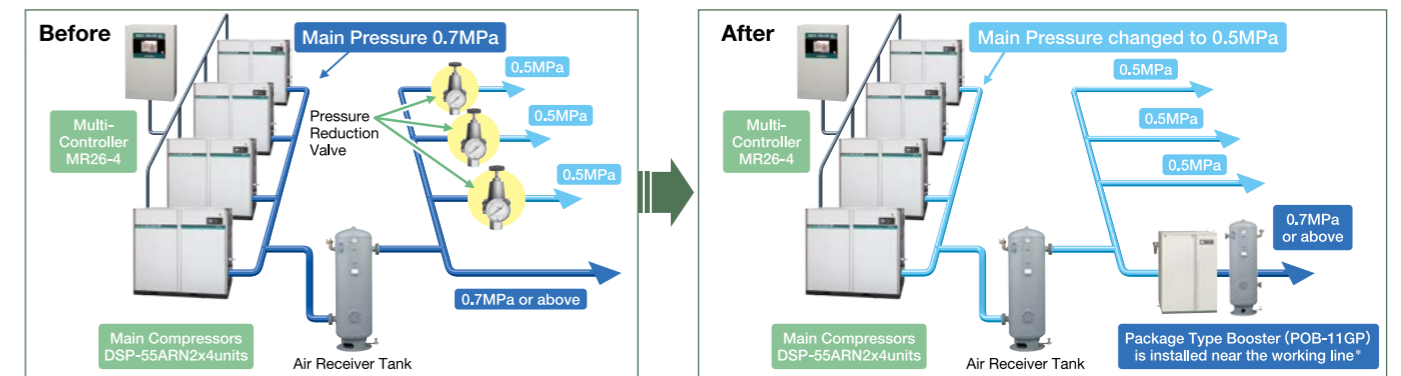 Before
Main Pressure 0.7MPa
0.5MPa
0.5MPa
0.5MPa
Pressure
Reduction
Valve
Multi-
Controller
MR26-4
0.7MPa or above
Main Compressors
DSP-55ARN2x4units
Air Receiver Tank
After
Main Pressure changed to 0.5MPa
0.5MPa
0.5MPa
0.5MPa
Multi-
Controller
MR26-4
0.7MPa
or above
Main Compressors
DSP-55ARN2x4units
Air Receiver Tank
Package Type Booster (POB-11GP)
is installed near the working line*